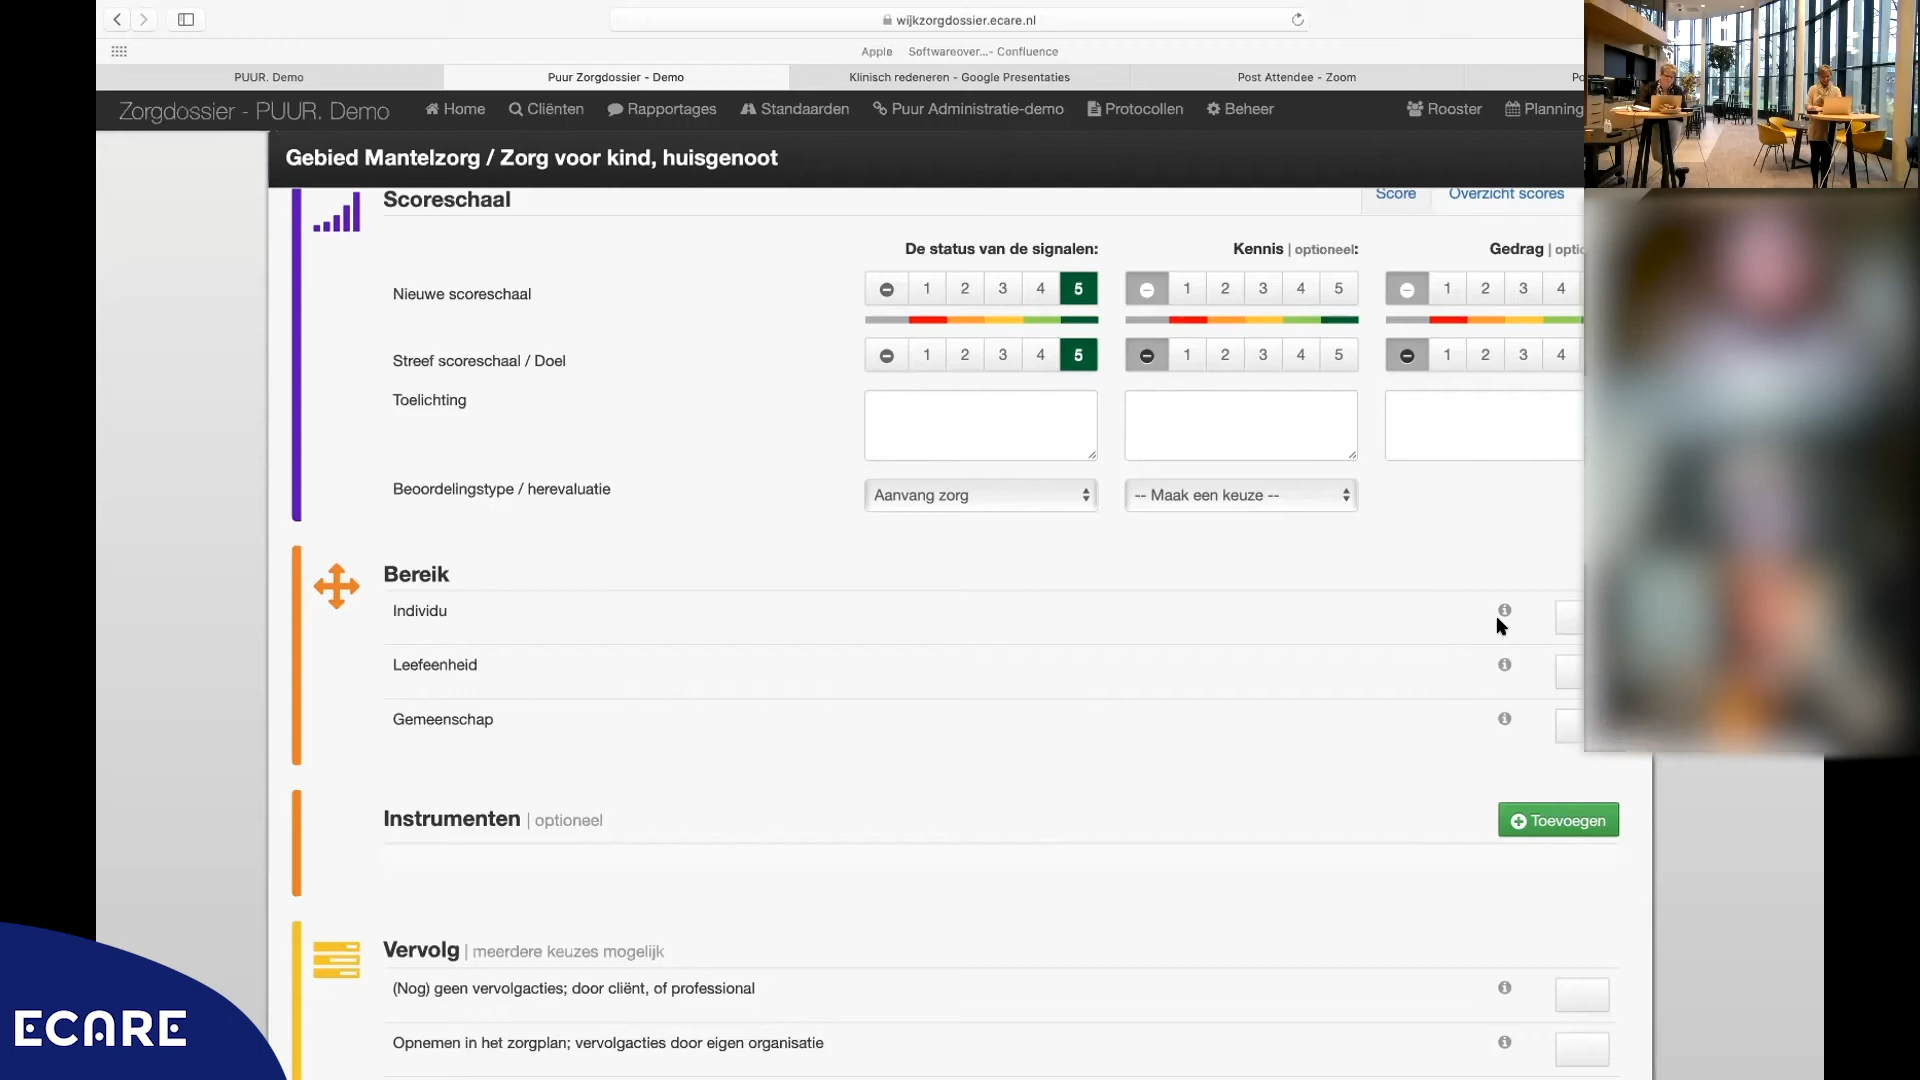 wijkzorgdossier.ecare.nl
Apple Softwareover...- Confluence
PUUR. Demo Puur Zorgdossier - Demo Klinisch redeneren - Google Presentaties Post Attendee - Zoom Po
Zorgdossier - PUUR. Demo Home Cliënten Rapportages Standaarden Puur Administratie-demo Protocollen Beheer Rooster Planning
Gebied Mantelzorg / Zorg voor kind, huisgenoot
Scoreschaal Score Overzicht scores
De status van de signalen: Kennis | optioneel: Gedrag | optio
Nieuwe scoreschaal 1 2 3 4 5 1 2 3 4 5 1 2 3 4
Streef scoreschaal / Doel 1 2 3 4 5 1 2 3 4 5 1 2 3 4
Toelichting
Beoordelingstype / herevaluatie Aanvang zorg -- Maak een keuze --
Bereik
Individu
Leefeenheid
Gemeenschap
Instrumenten | optioneel Toevoegen
Vervolg | meerdere keuzes mogelijk
(Nog) geen vervolgacties; door cliënt, of professional
Opnemen in het zorgplan; vervolgacties door eigen organisatie
ECARE